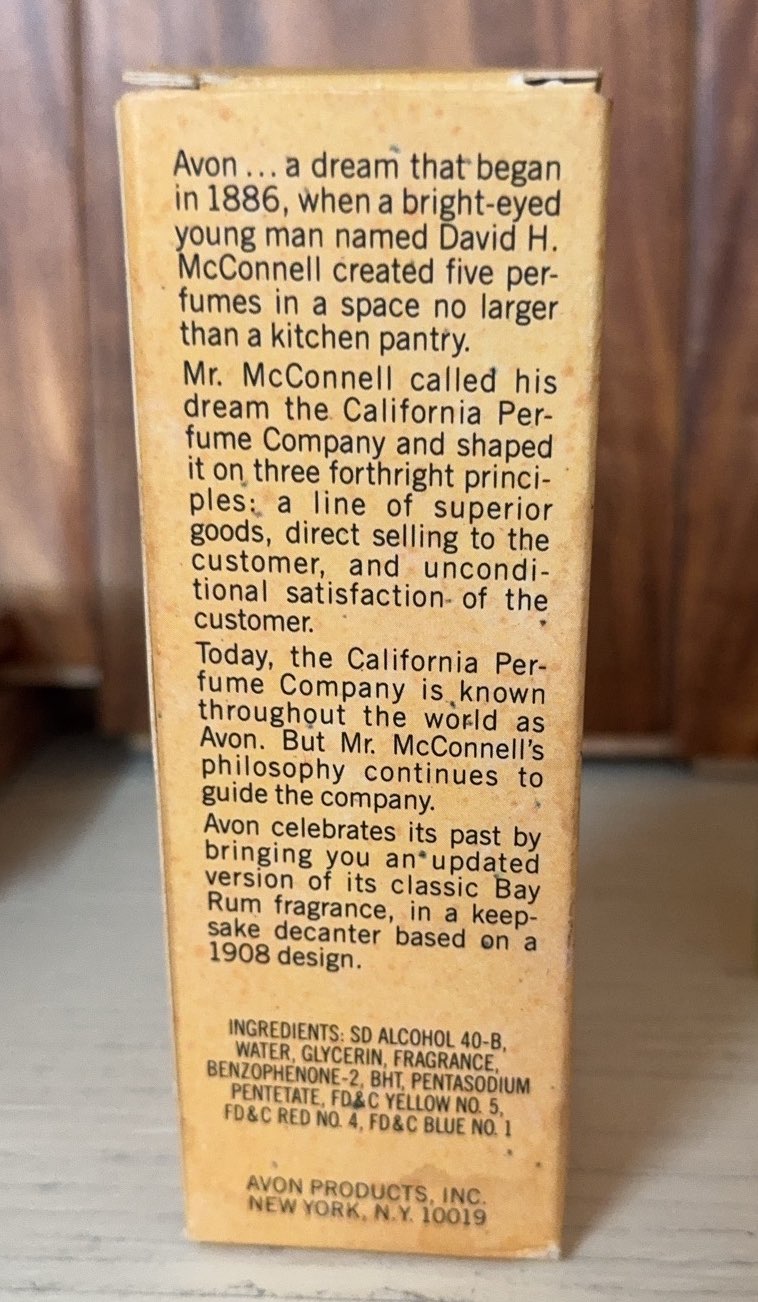 Avon ... a dream that began
in 1886, when a bright-eyed
young man named David H.
McConnell created five per-
fumes in a space no larger
than a kitchen pantry.
Mr. McConnell called his
dream the California Per-
fume Company and shaped
it on three forthright princi-
ples: a line of superior
goods, direct selling to the
customer, and uncondi-
tional satisfaction of the
customer.
Today, the California Per-
fume Company is known
throughout the world as
Avon. But Mr. McConnell's
philosophy continues to
guide the company.
Avon celebrates its past by
bringing you an updated
version of its classic Bay
Rum fragrance, in a keep-
sake decanter based on a
1908 design.
INGREDIENTS: SD ALCOHOL 40-B,
WATER, GLYCERIN, FRAGRANCE,
BENZOPHENONE-2, BHT, PENTASODIUM
PENTETATE, FD&C YELLOW NO. 5,
FD&C RED NO. 4, FD&C BLUE NO. 1
AVON PRODUCTS, INC.
NEW YORK, N.Y. 10019